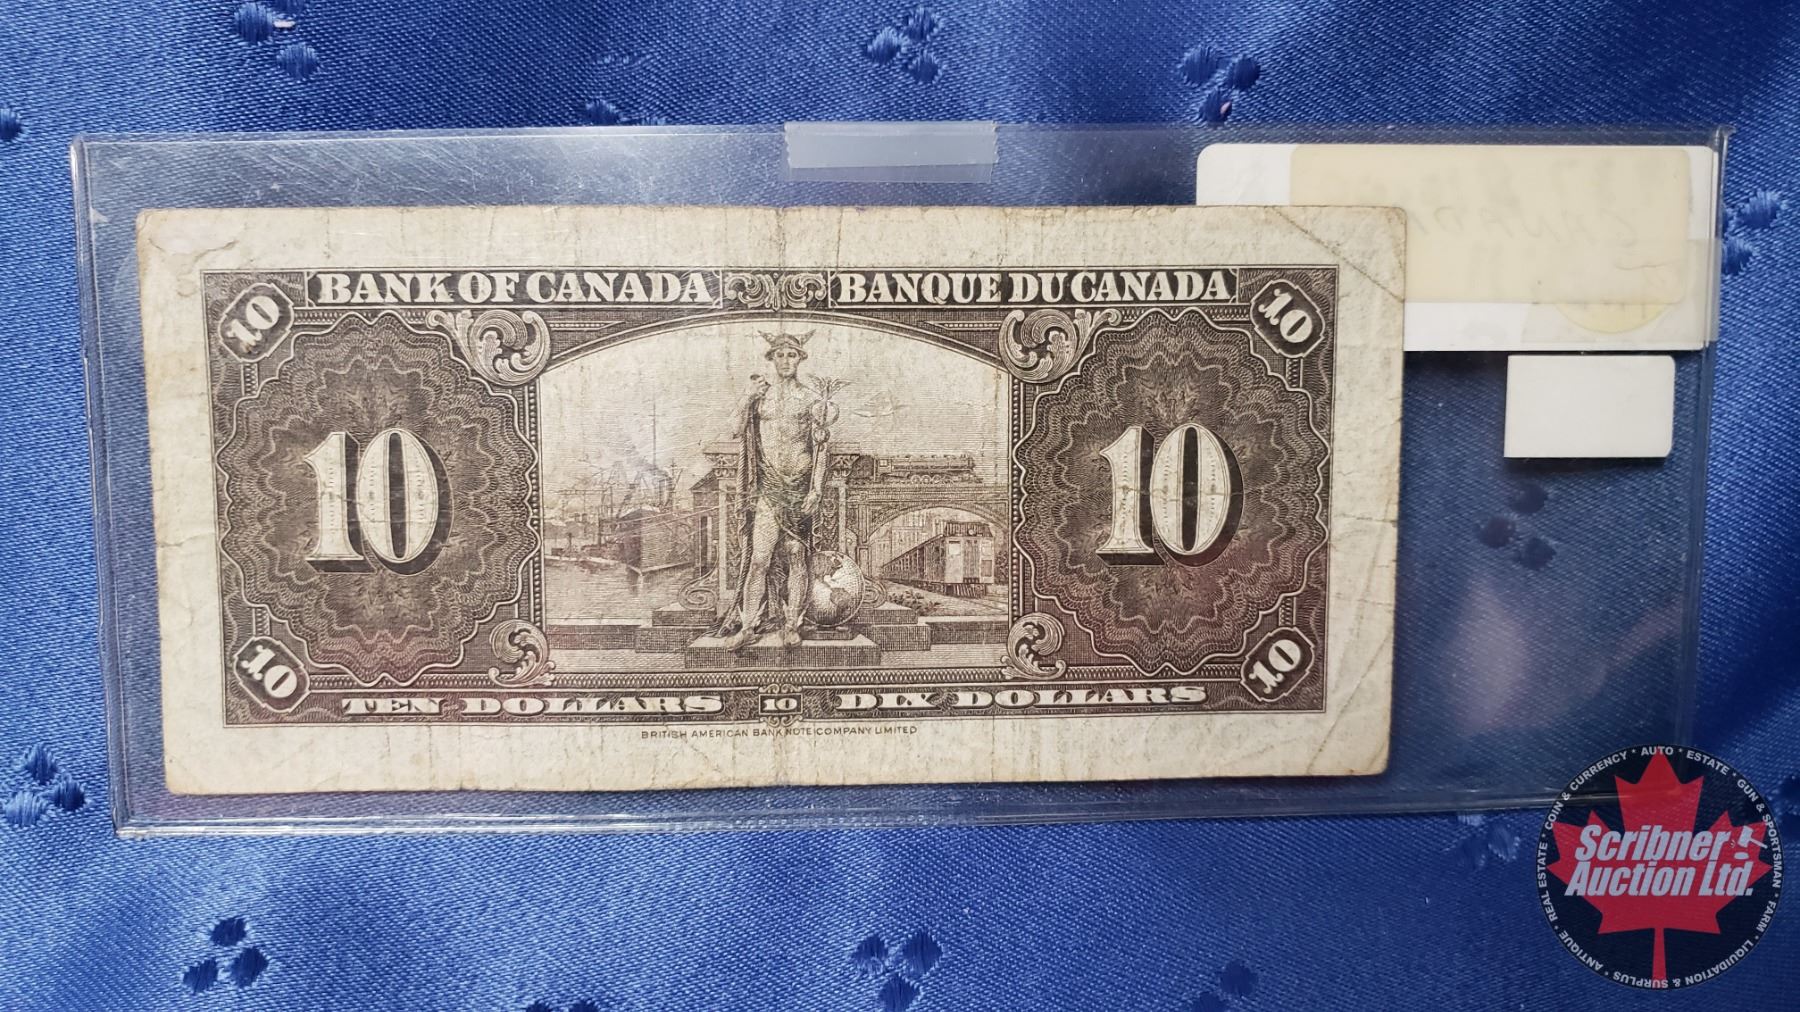 BANK OF CANADA BANQUE DU CANADA
10 10
10 10
10 10
TEN DOLLARS 10 DIX DOLLARS
BRITISH AMERICAN BANK NOTE COMPANY LIMITED
CANADA
REAL ESTATE * COIN & CURRENCY * AUTO * ESTATE * GUN & SPORTSMAN * FARM * LIQUIDATION & SURPLUS * ANTIQUE *
Scribner
Auction Ltd.